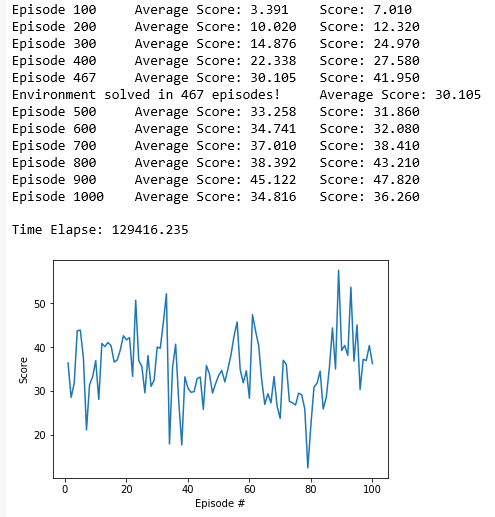 Episode 100 Average Score: 3.391 Score: 7.010
Episode 200 Average Score: 10.020 Score: 12.320
Episode 300 Average Score: 14.876 Score: 24.970
Episode 400 Average Score: 22.338 Score: 27.580
Episode 467 Average Score: 30.105 Score: 41.950
Environment solved in 467 episodes! Average Score: 30.105
Episode 500 Average Score: 33.258 Score: 31.860
Episode 600 Average Score: 34.741 Score: 32.080
Episode 700 Average Score: 37.010 Score: 38.410
Episode 800 Average Score: 38.392 Score: 43.210
Episode 900 Average Score: 45.122 Score: 47.820
Episode 1000 Average Score: 34.816 Score: 36.260
Time Elapse: 129416.235
50
40
30
20
Score
0 20 40 60 80 100
Episode #